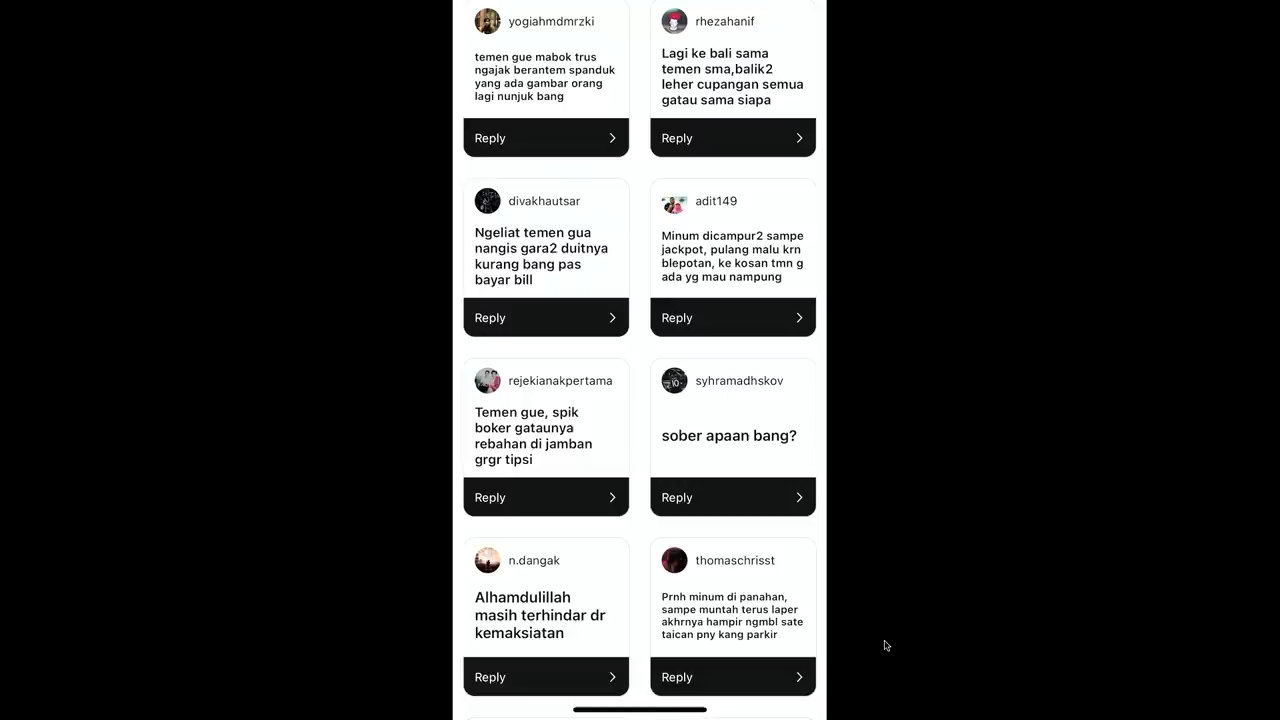 yogiahmdmrzki
temen gue mabok trus
ngajak berantem spanduk
yang ada gambar orang
lagi nunjuk bang
Reply
rhezahanif
Lagi ke bali sama
temen sma,balik2
leher cupangan semua
gatau sama siapa
Reply
divakhautsar
Ngeliat temen gua
nangis gara2 duitnya
kurang bang pas
bayar bill
Reply
adit149
Minum dicampur2 sampe
jackpot, pulang malu krn
blepotan, ke kosan tmn g
ada yg mau nampung
Reply
rejekianakpertama
Temen gue, spik
boker gataunya
rebahan di jamban
grgr tipsi
Reply
syhramadhskov
sober apaan bang?
Reply
n.dangak
Alhamdulillah
masih terhindar dr
kemaksiatan
Reply
thomaschrisst
Prnh minum di panahan,
sampe muntah terus laper
akhrnya hampir ngmbl sate
taican pny kang parkir
Reply